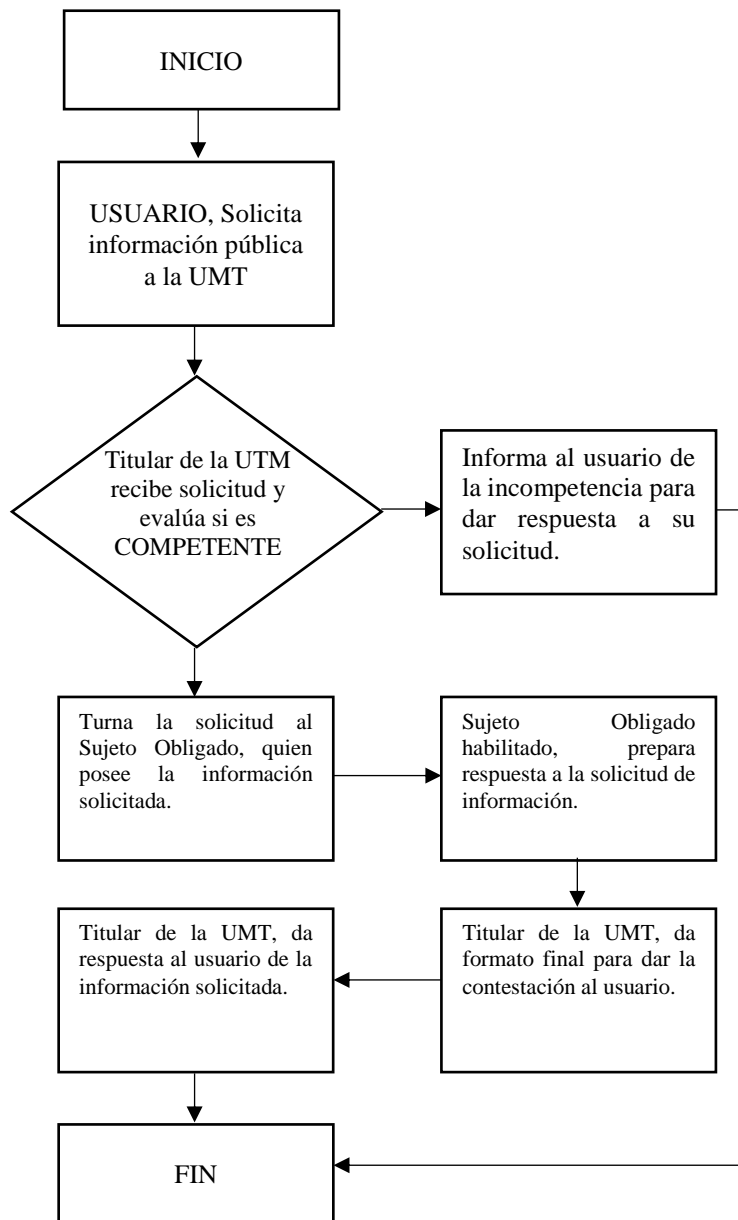 INICIO
USUARIO, Solicita
información pública
a la UMT
Titular de la UTM
recibe solicitud y
evalúa si es
COMPETENTE
Informa al usuario de
la incompetencia para
dar respuesta a su
solicitud.
Turna la solicitud al
Sujeto Obligado, quien
posee la información
solicitada.
Sujeto Obligado
habilitado, prepara
respuesta a la solicitud de
información.
Titular de la UMT, da
respuesta al usuario de la
información solicitada.
Titular de la UMT, da
formato final para dar la
contestación al usuario.
FIN